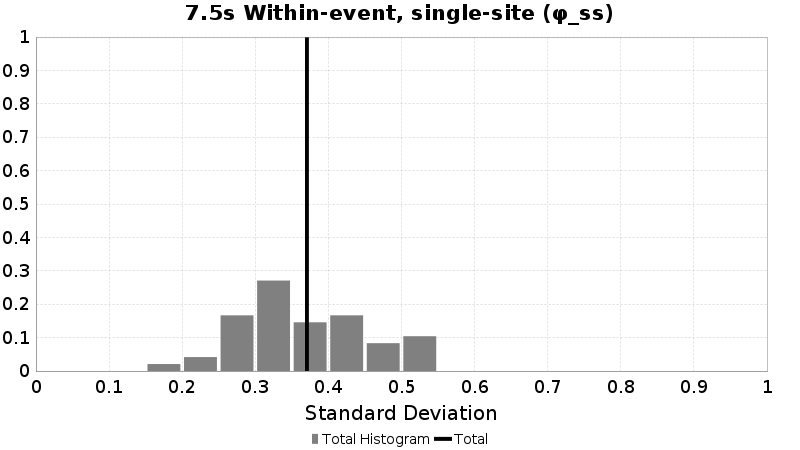 7.5s Within-event, single-site (φ_ss)
1
0.9
0.8
0.7
0.6
0.5
0.4
0.3
0.2
0.1
0
0 0.1 0.2 0.3 0.4 0.5 0.6 0.7 0.8 0.9 1
Standard Deviation
Total Histogram Total